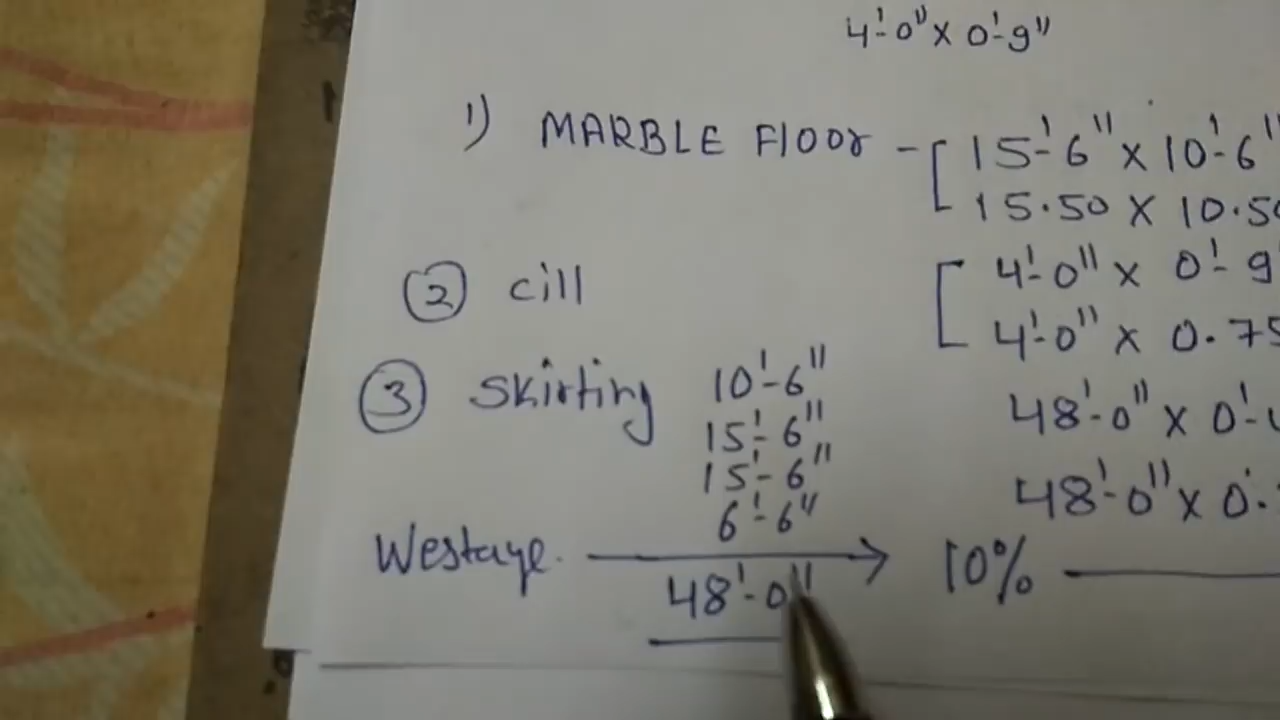 4'-0" X 0'-9"
1) MARBLE Floor - [ 15'-6" X 10'-6"
15.50 X 10.50
② cill [ 4'-0" X 0'-9
4'-0" X 0.75
③ Skirting 10'-6" 48'-0" X 0'-
15'-6"
15'-6" 48'-0" X 0.
6'-6"
Westage. → 10%
48'-0"